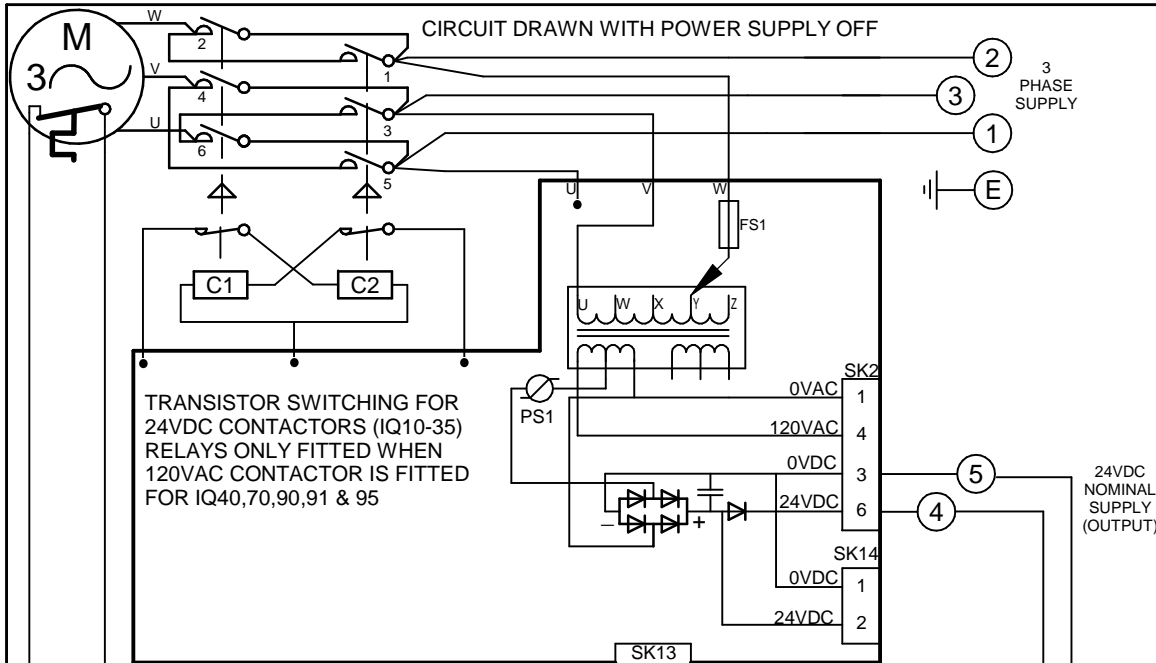 CIRCUIT DRAWN WITH POWER SUPPLY OFF
M
3
W
V
U
2
4
6
1
3
5
2
3
1
E
3
PHASE
SUPPLY
U
V
W
FS1
C1
C2
U
W
X
Y
Z
TRANSISTOR SWITCHING FOR
24VDC CONTACTORS (IQ10-35)
RELAYS ONLY FITTED WHEN
120VAC CONTACTOR IS FITTED
FOR IQ40,70,90,91 & 95
PS1
SK2
0VAC
1
120VAC
4
0VDC
3
24VDC
6
–
+
5
4
24VDC
NOMINAL
SUPPLY
(OUTPUT)
SK14
0VDC
1
24VDC
2
SK13